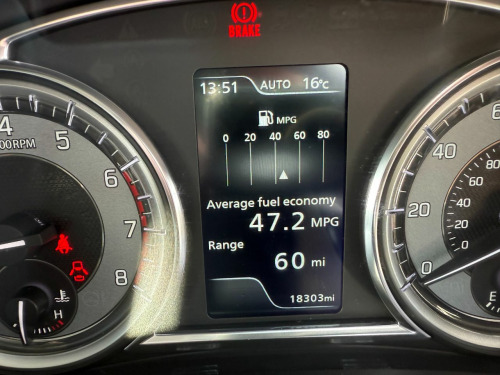 BRAKE
13:51 AUTO 16°C
MPG
0 20 40 60 80
Average fuel economy
47.2 MPG
Range
60 mi
18303mi
4 5 6 7 8
00RPM
H
0 20 40
0 20 40 60 80
E